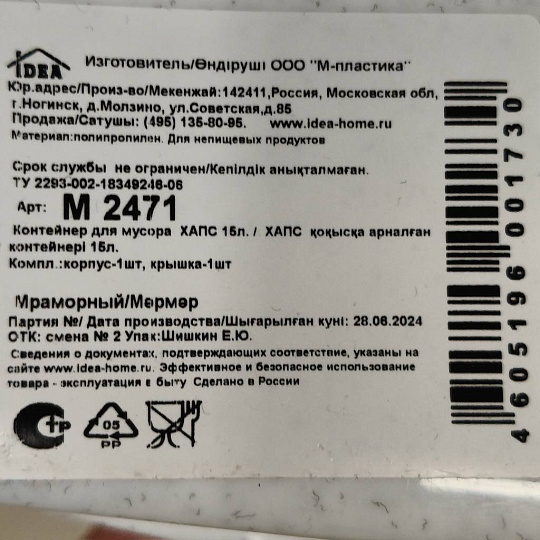 IDEA
Изготовитель/Өндіруші ООО "М-пластика"
Юр.адрес/Произ-во/Мекенжай:142411,Россия, Московская обл,
г.Ногинск, д.Молзино, ул.Советская,д.85
Продажа/Сатушы: (495) 135-80-95. www.idea-home.ru
Материал:полипропилен. Для непищевых продуктов
Срок службы не ограничен/Кепілдік анықталмаған.
ТУ 2293-002-18349246-06
Арт: М 2471
Контейнер для мусора ХАПС 15л. / ХАПС қоқысқа арналған
контейнері 15л.
Компл.:корпус-1шт, крышка-1шт
Мраморный/Мәрмәр
Партия №/ Дата производства/Шығарылған күні: 28.06.2024
ОТК: смена № 2 Упак:Шишкин Е.Ю.
Сведения о документах, подтверждающих соответствие, указаны на
сайте www.idea-home.ru. Эффективное и безопасное использование
товара - эксплуатация в быту Сделано в России
СТР
05
PP
4605196001730